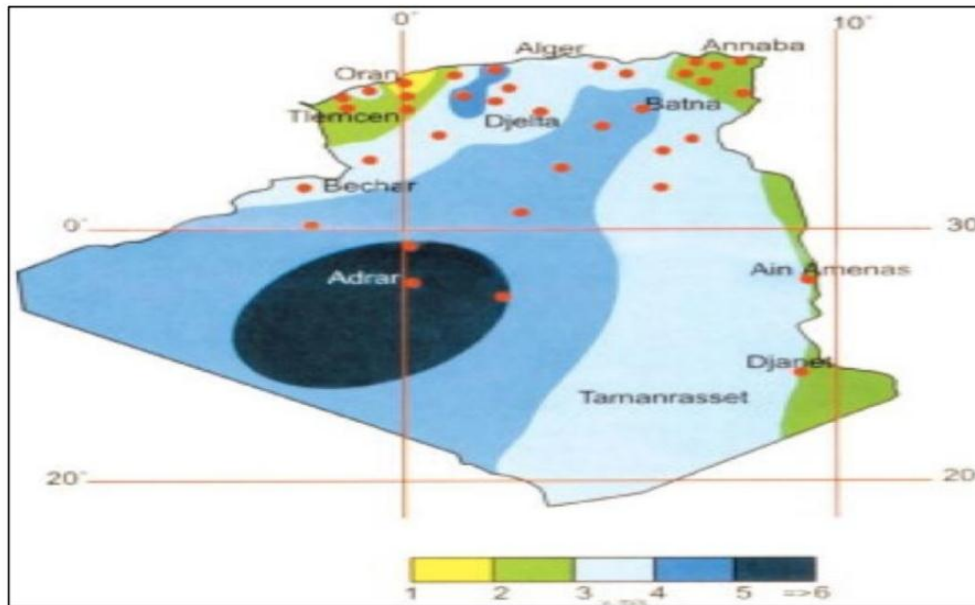 0°
10°
Alger
Annaba
Oran
Tlemcen
Djelta
Batna
Bechar
0°
30
Adrar
Ain Amenas
Djanet
Tamanrasset
20°
20
1 2 3 4 5 =>6